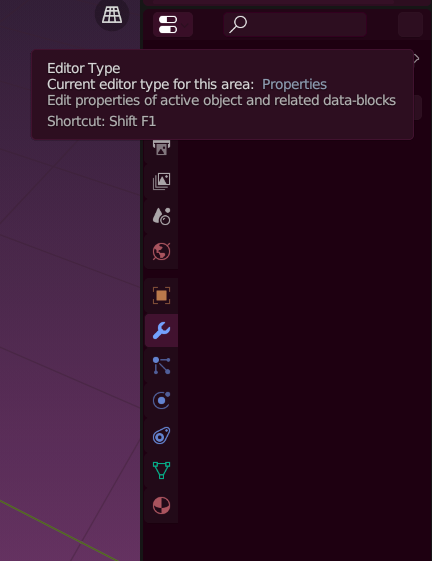 Editor Type
Current editor type for this area: Properties
Edit properties of active object and related data-blocks
Shortcut: Shift F1